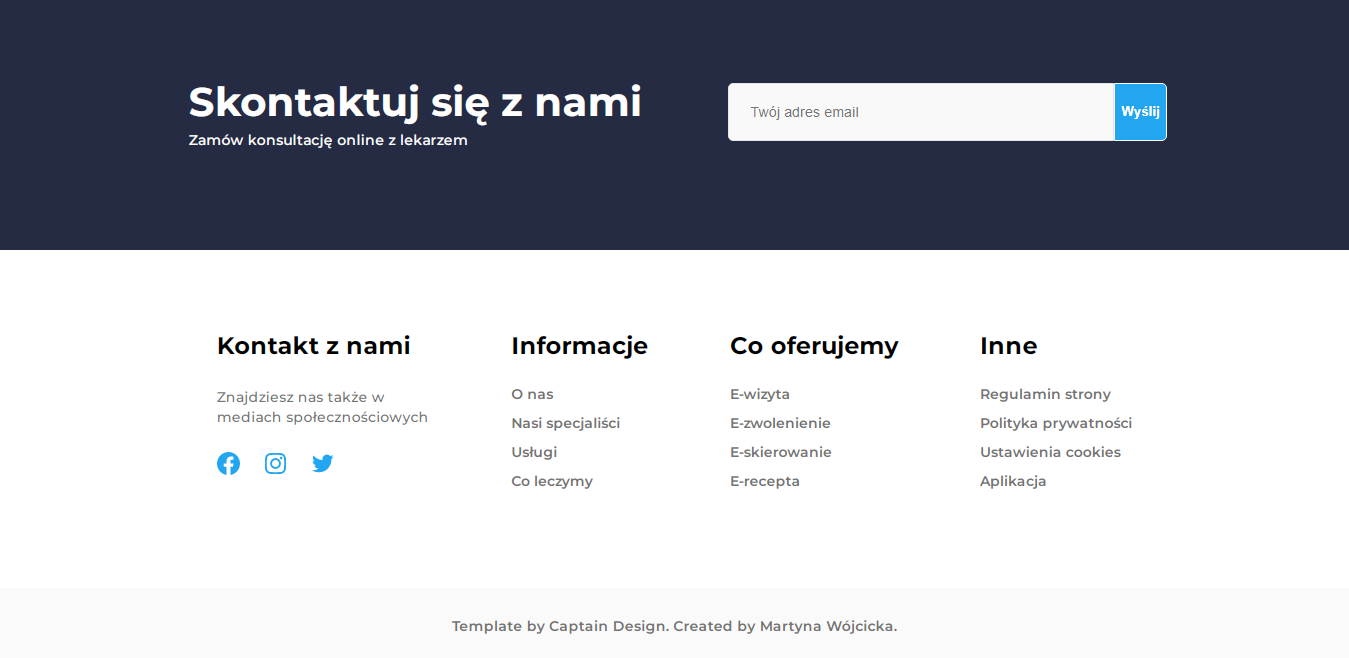 Skontaktuj się z nami
Zamów konsultację online z lekarzem
Twój adres email
Wyślij
Kontakt z nami
Znajdziesz nas także w
mediach społecznościowych
Informacje
O nas
Nasi specjaliści
Usługi
Co leczymy
Co oferujemy
E-wizyta
E-zwolenienie
E-skierowanie
E-recepta
Inne
Regulamin strony
Polityka prywatności
Ustawienia cookies
Aplikacja
Template by Captain Design. Created by Martyna Wójcicka.